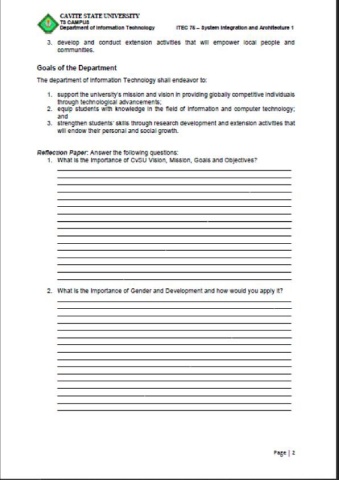 CAVITE STATE UNIVERSITY
T3 CAMPUS
Department of Information Technology ITEC 75 – System Integration and Architecture 1
3. develop and conduct extension activities that will empower local people and
communities.
Goals of the Department
The department of Information Technology shall endeavor to:
1. support the university's mission and vision in providing globally competitive individuals
through technological advancements;
2. equip students with knowledge in the field of information and computer technology;
and
3. strengthen students' skills through research development and extension activities that
will endow their personal and social growth.
Reflection Paper: Answer the following questions:
1. What is the importance of CvSU Vision, Mission, Goals and Objectives?
2. What is the importance of Gender and Development and how would you apply it?
Page | 2